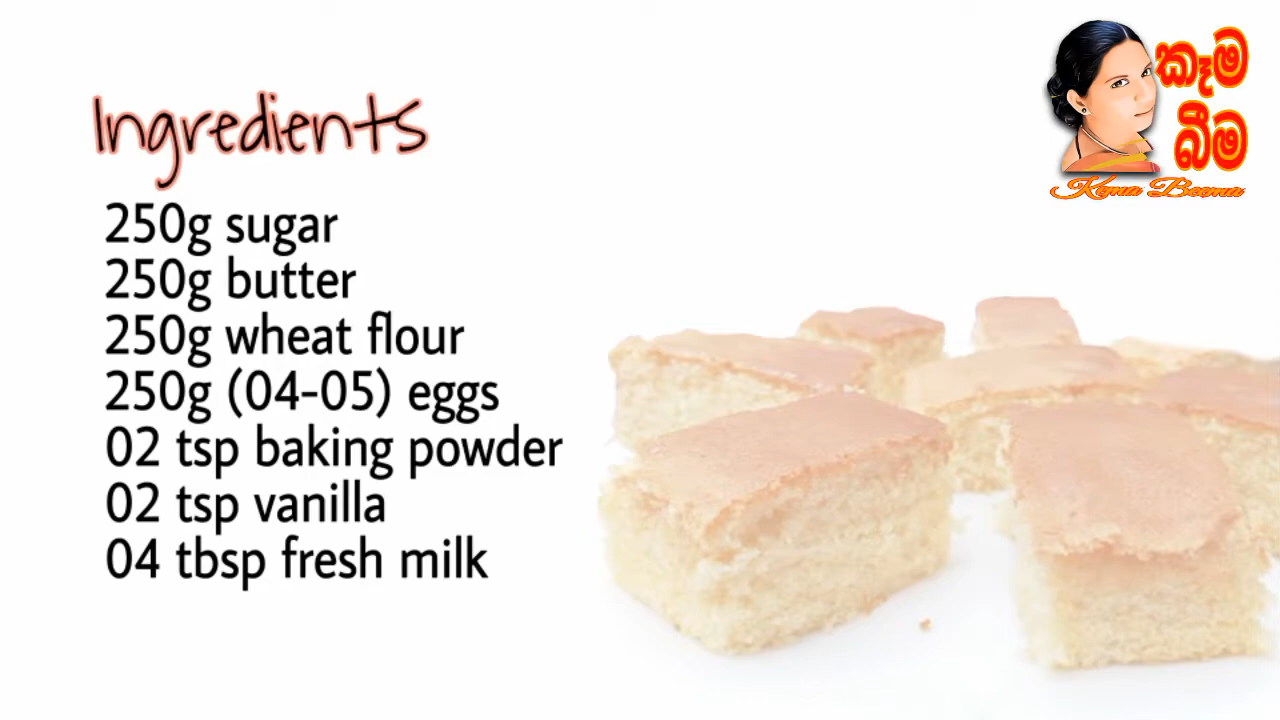 Ingredients
250g sugar
250g butter
250g wheat flour
250g (04-05) eggs
02 tsp baking powder
02 tsp vanilla
04 tbsp fresh milk
කෑම
බීම
Kema Beema